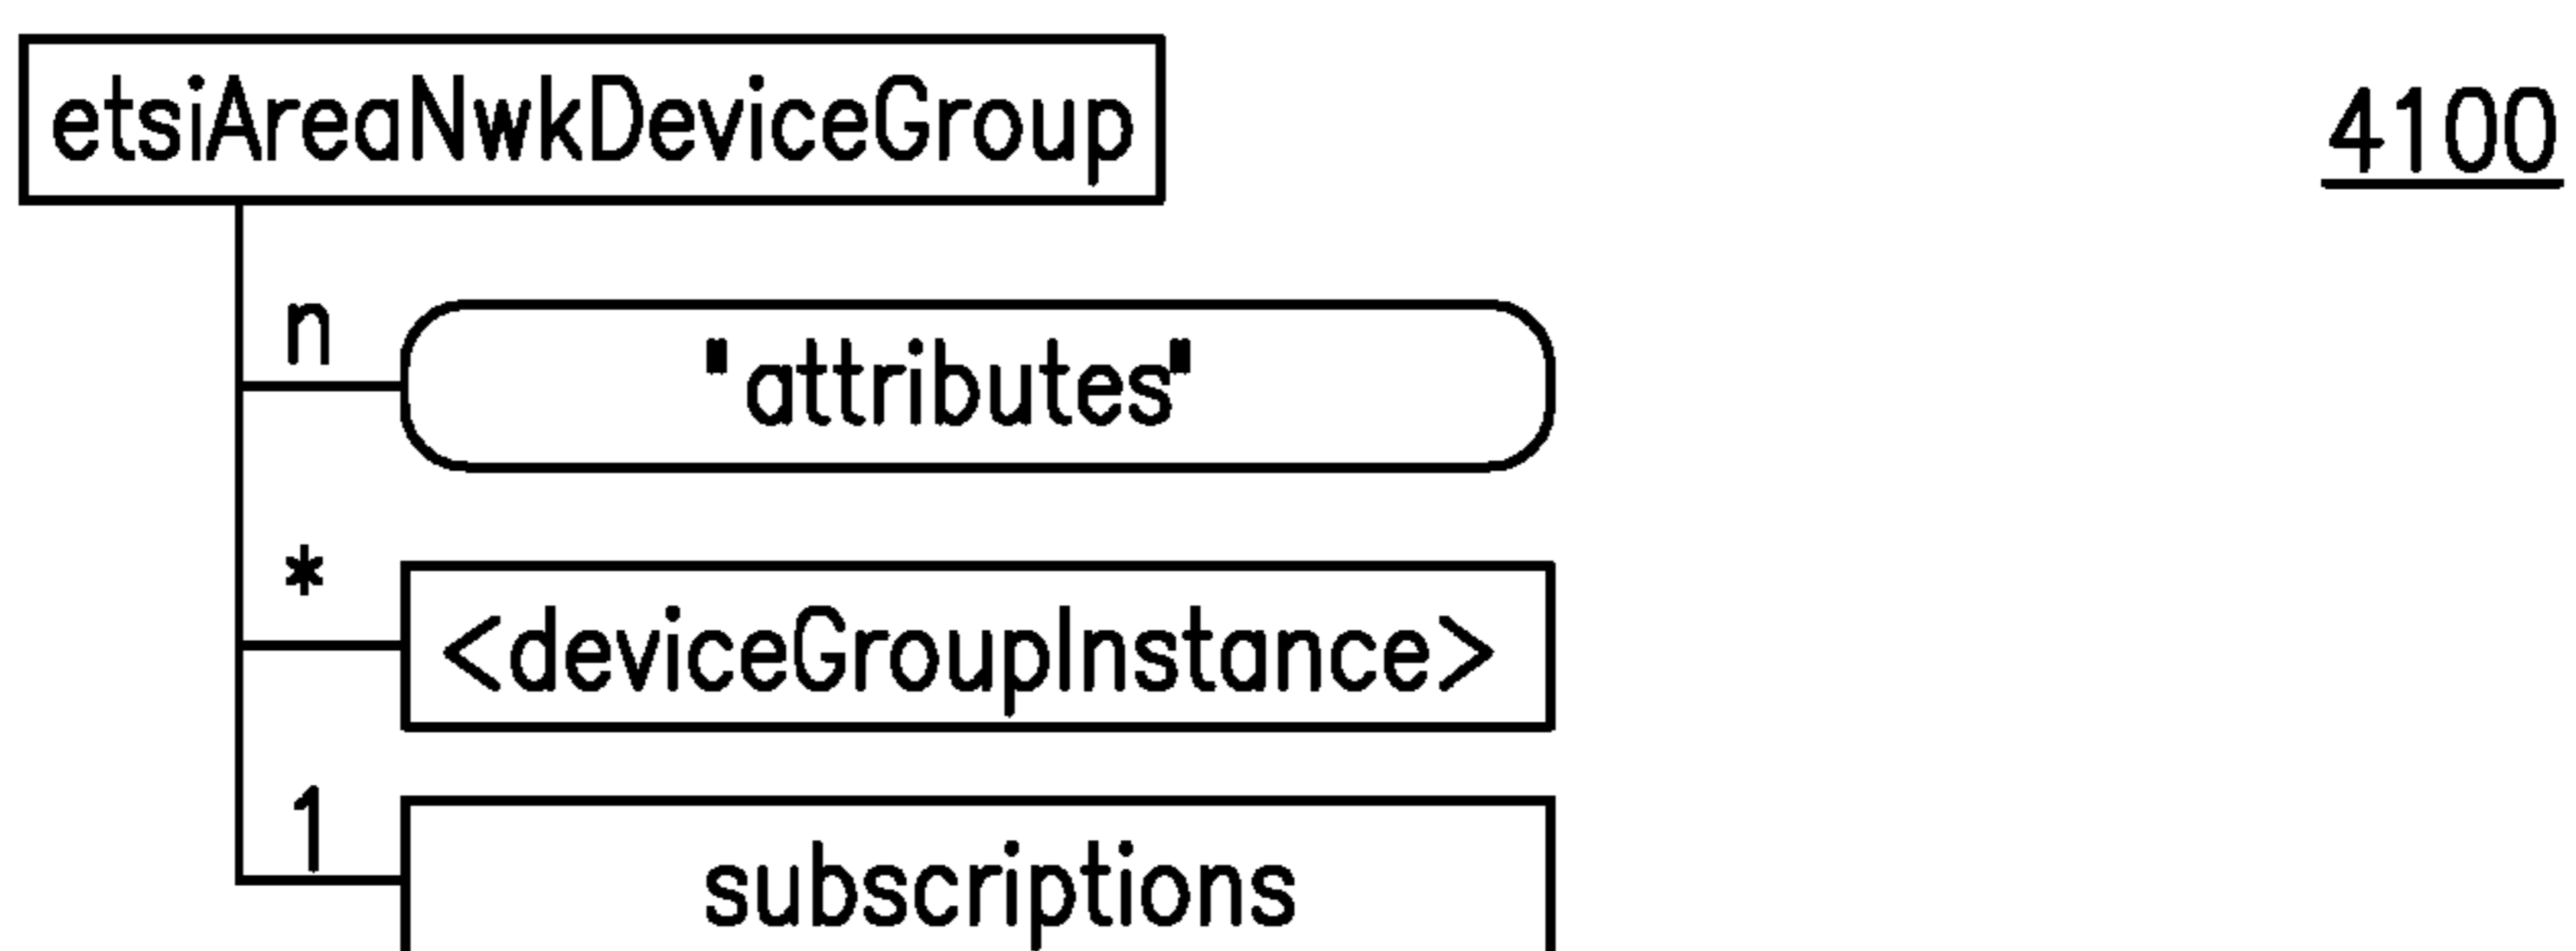 etsiAreaNwkDeviceGroup
4100
n
"attributes"
*
<deviceGroupInstance>
1
subscriptions